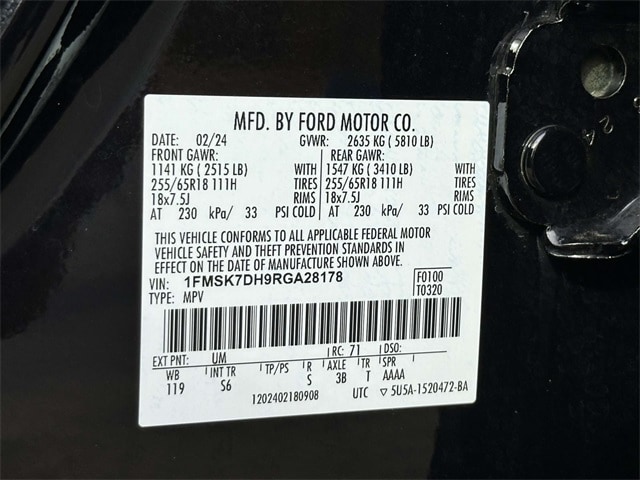 MFD. BY FORD MOTOR CO.
DATE: 02/24 GVWR: 2635 KG ( 5810 LB)
FRONT GAWR: REAR GAWR:
1141 KG ( 2515 LB) WITH 1547 KG ( 3410 LB) WITH
255/65R18 111H TIRES 255/65R18 111H TIRES
18x7.5J RIMS 18x7.5J RIMS
AT 230 kPa/ 33 PSI COLD AT 230 kPa/ 33 PSI COLD
THIS VEHICLE CONFORMS TO ALL APPLICABLE FEDERAL MOTOR
VEHICLE SAFETY AND THEFT PREVENTION STANDARDS IN
EFFECT ON THE DATE OF MANUFACTURE SHOWN ABOVE.
VIN: 1FMSK7DH9RGA28178 F0100
TYPE: MPV T0320
EXT PNT: UM RC: 71 DSO:
WB INT TR TP/PS R AXLE TR SPR
119 S6 S 3B T AAAA
1202402180908 UTC ▽ 5U5A-1520472-BA